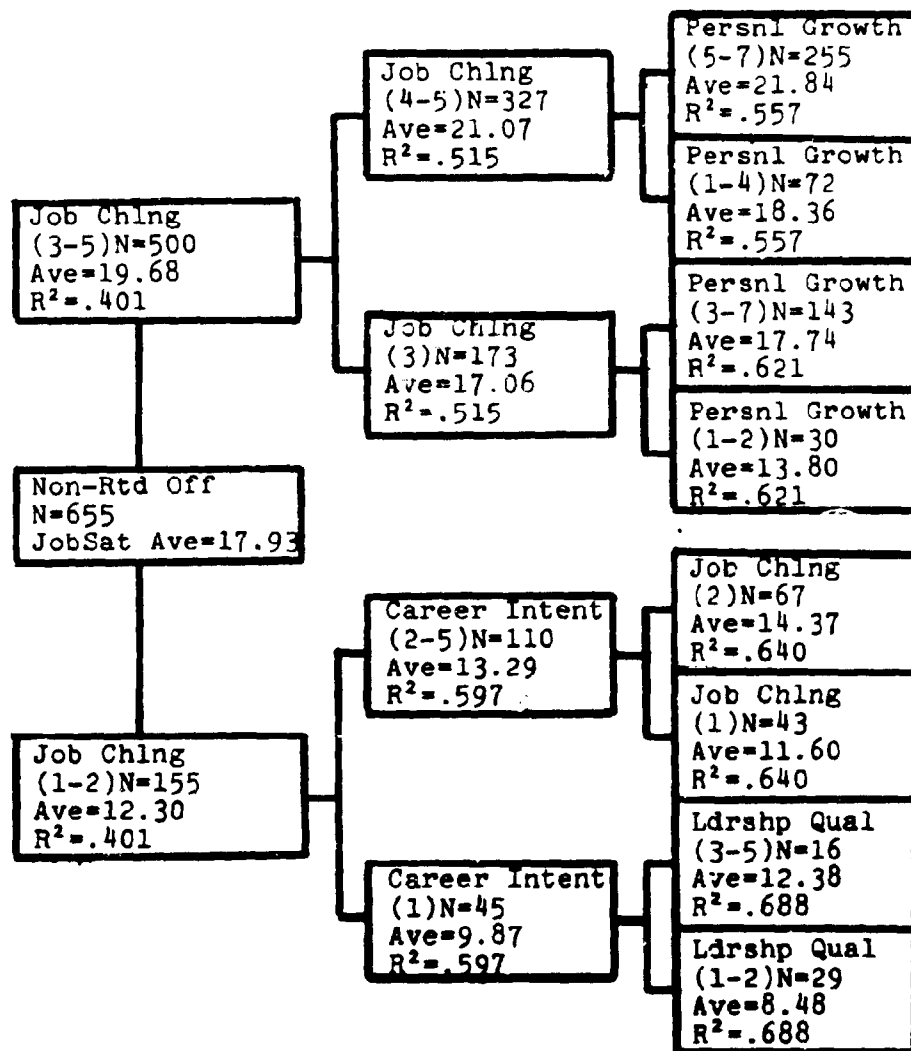 Persnl Growth
(5-7)N=255
Ave=21.84
R²=.557
Job Chlng
(4-5)N=327
Ave=21.07
R²=.515
Persnl Growth
(1-4)N=72
Ave=18.36
R²=.557
Job Chlng
(3-5)N=500
Ave=19.68
R²=.401
Persnl Growth
(3-7)N=143
Ave=17.74
R²=.621
Job Chlng
(3)N=173
Ave=17.06
R²=.515
Persnl Growth
(1-2)N=30
Ave=13.80
R²=.621
Non-Rtd Off
N=655
JobSat Ave=17.93
Job Chlng
(2)N=67
Ave=14.37
R²=.640
Career Intent
(2-5)N=110
Ave=13.29
R²=.597
Job Chlng
(1)N=43
Ave=11.60
R²=.640
Job Chlng
(1-2)N=155
Ave=12.30
R²=.401
Ldrshp Qual
(3-5)N=16
Ave=12.38
R²=.688
Career Intent
(1)N=45
Ave=9.87
R²=.597
Ldrshp Qual
(1-2)N=29
Ave=8.48
R²=.688